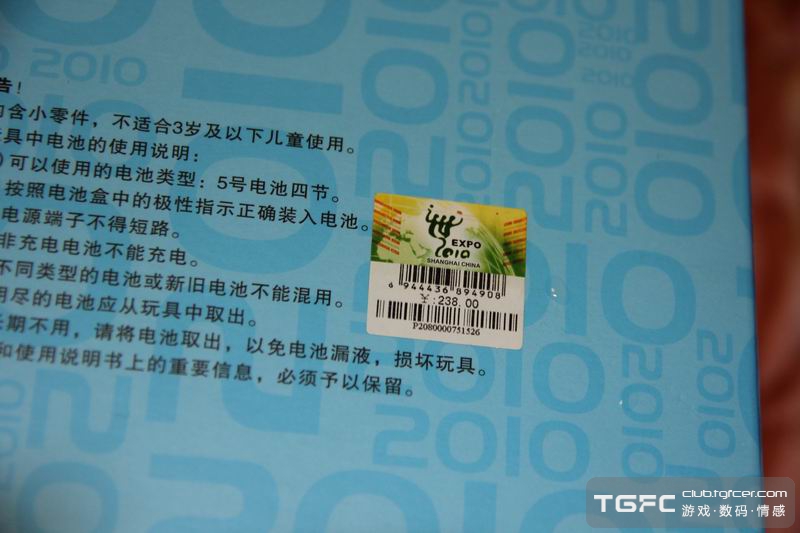 告！
内含小零件，不适合3岁及以下儿童使用。
玩具中电池的使用说明：
)可以使用的电池类型：5号电池四节。
按照电池盒中的极性指示正确装入电池。
电源端子不得短路。
非充电电池不能充电。
不同类型的电池或新旧电池不能混用。
用尽的电池应从玩具中取出。
长期不用，请将电池取出，以免电池漏液，损坏玩具。
和使用说明书上的重要信息，必须予以保留。
EXPO
2010
SHANGHAI CHINA
6 944436 894908
¥:238.00
P2080000751526
2010
2010
2010
2010
2010
2010
2010
TGFC club.tgfcer.com
游戏·数码·情感